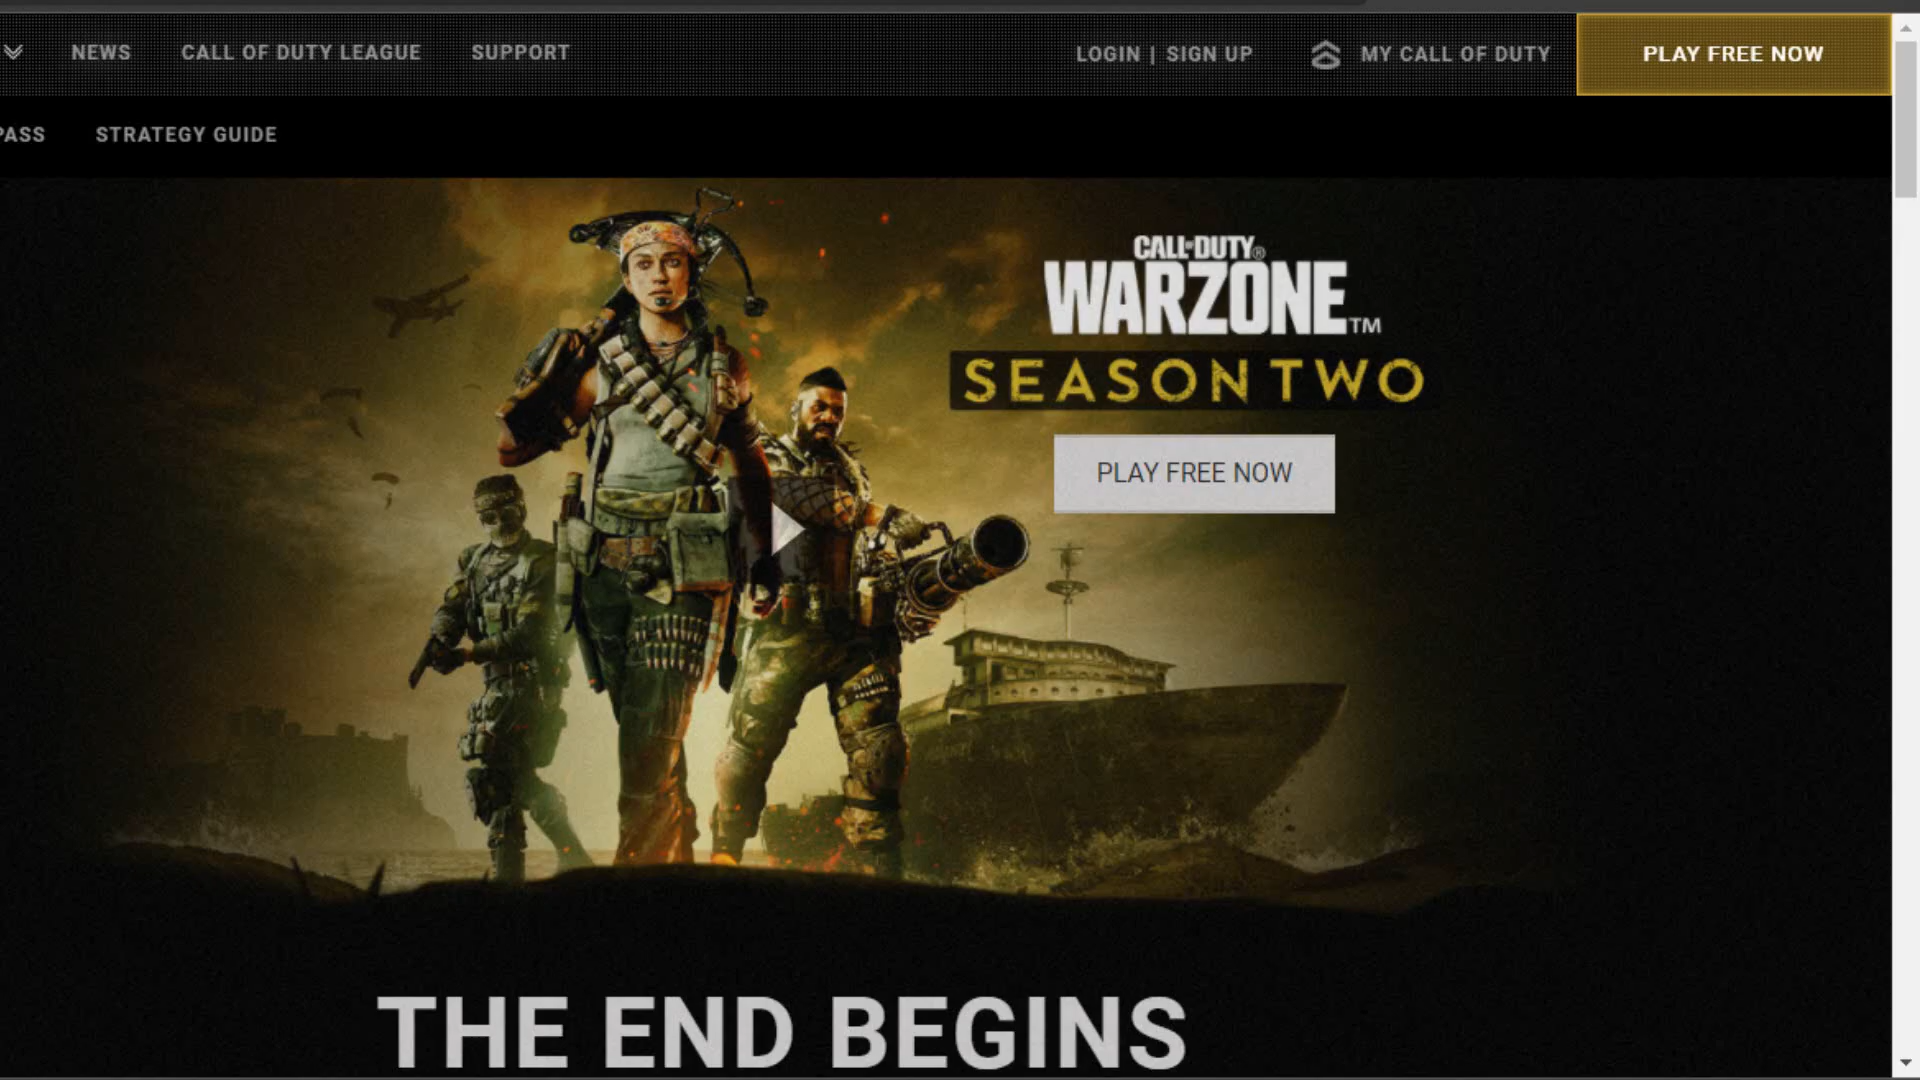 NEWS CALL OF DUTY LEAGUE SUPPORT LOGIN | SIGN UP MY CALL OF DUTY PLAY FREE NOW
PASS STRATEGY GUIDE
CALL OF DUTY®
WARZONE™
SEASON TWO
PLAY FREE NOW
THE END BEGINS